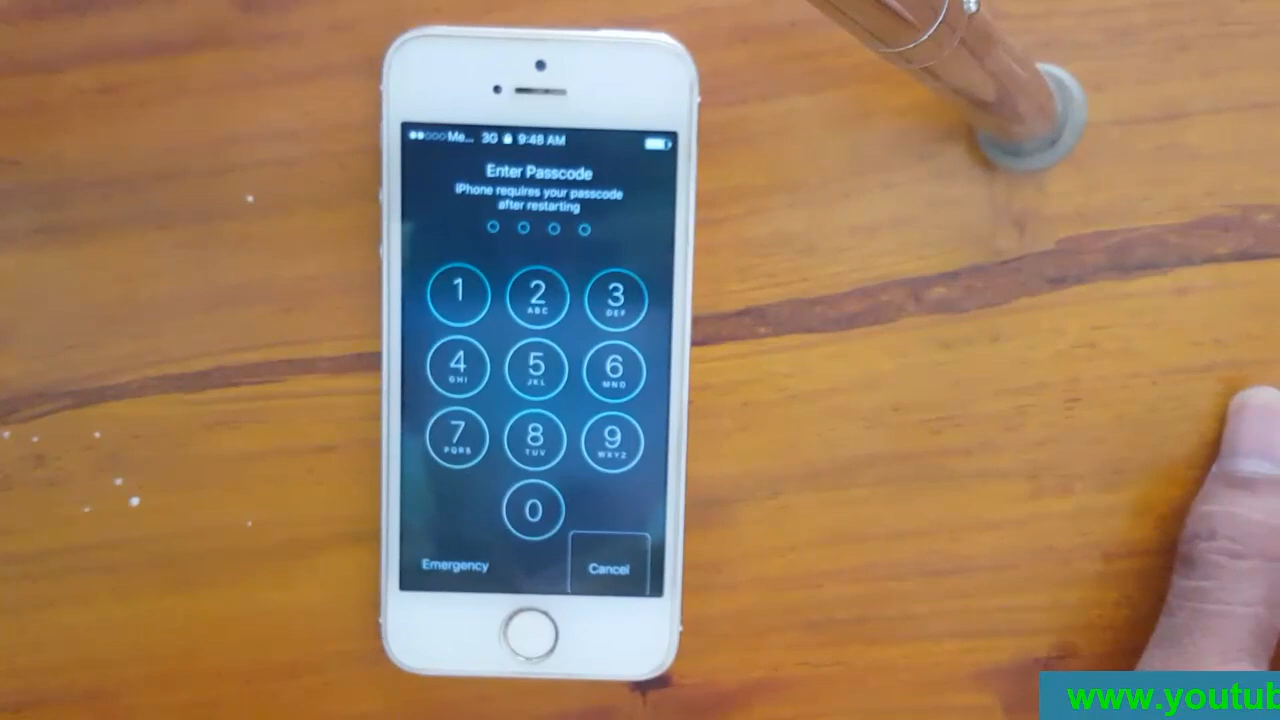 Me... 3G 9:48 AM
Enter Passcode
iPhone requires your passcode
after restarting
1 2 ABC 3 DEF
4 GHI 5 JKL 6 MNO
7 PQRS 8 TUV 9 WXYZ
0
Emergency Cancel
www.youtub